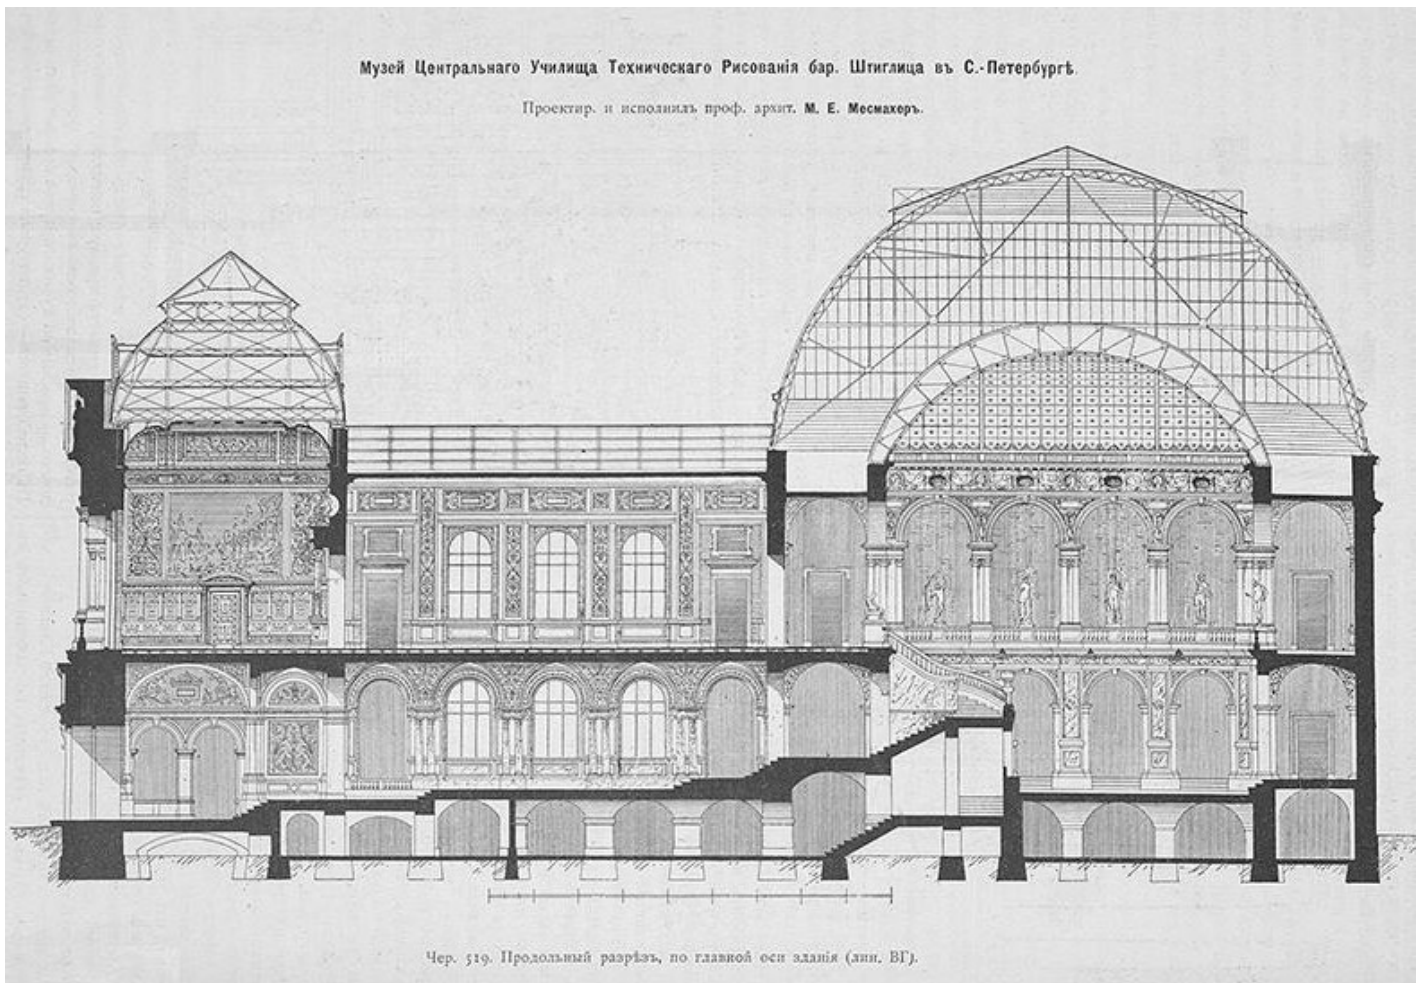 Музей Центральнаго Училища Техническаго Рисованія бар. Штиглица въ С.-Петербургѣ.
Проектир. и исполнилъ проф. архит. М. Е. Месмахеръ.
Чер. 519. Продольный разрѣзъ, по главной оси зданія (лин. ВГ).